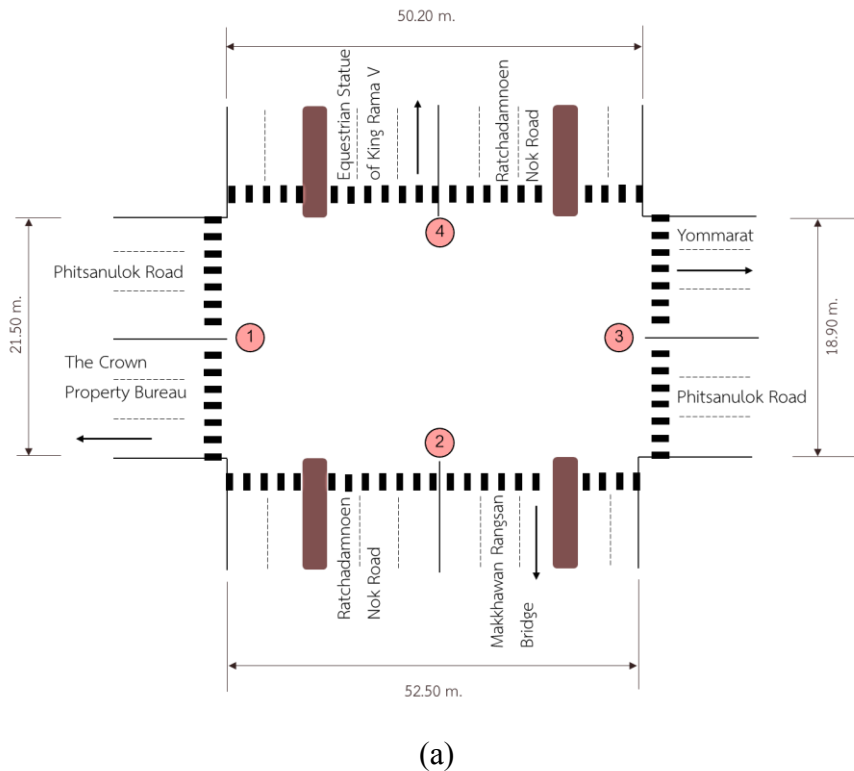 50.20 m.
Equestrian Statue
of King Rama V
Ratchadamnoen
Nok Road
4
Yommarat
Phitsanulok Road
21.50 m.
1
3
18.90 m.
The Crown
Property Bureau
Phitsanulok Road
2
Ratchadamnoen
Nok Road
Makkhawan Rangsan
Bridge
52.50 m.
(a)